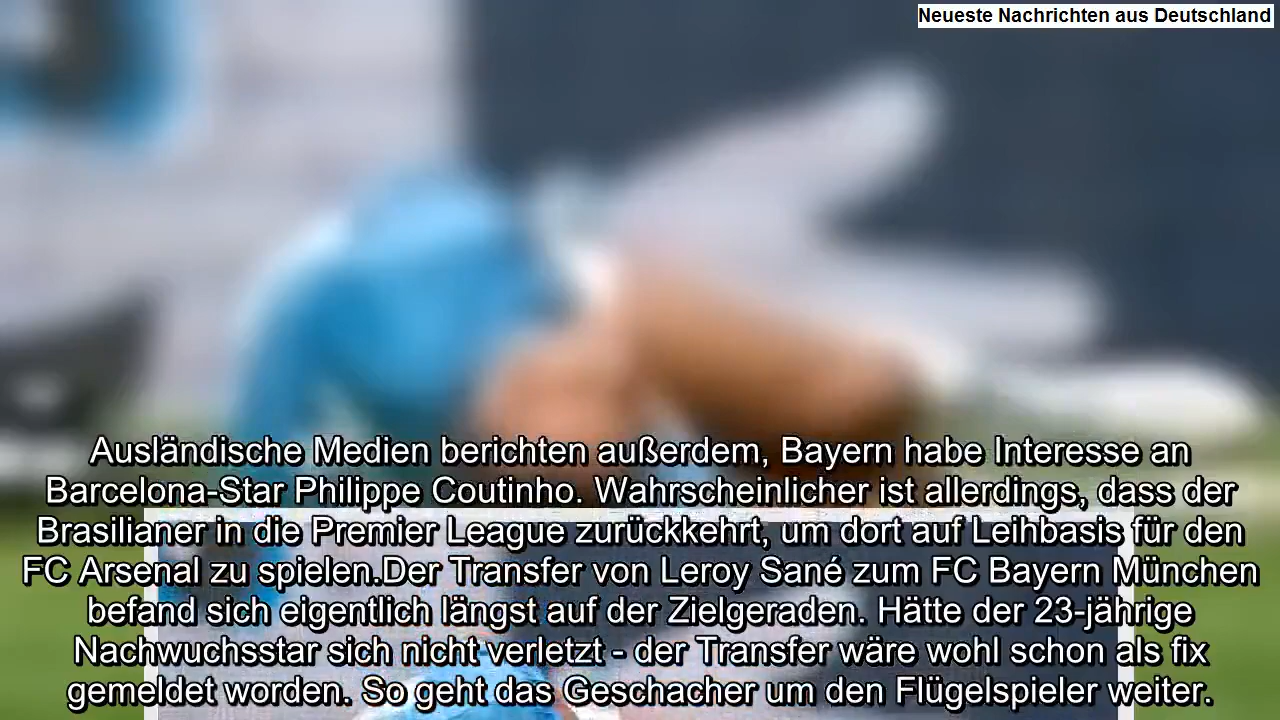 Neueste Nachrichten aus Deutschland
Ausländische Medien berichten außerdem, Bayern habe Interesse an
Barcelona-Star Philippe Coutinho. Wahrscheinlicher ist allerdings, dass der
Brasilianer in die Premier League zurückkehrt, um dort auf Leihbasis für den
FC Arsenal zu spielen.Der Transfer von Leroy Sané zum FC Bayern München
befand sich eigentlich längst auf der Zielgeraden. Hätte der 23-jährige
Nachwuchsstar sich nicht verletzt - der Transfer wäre wohl schon als fix
gemeldet worden. So geht das Geschacher um den Flügelspieler weiter.